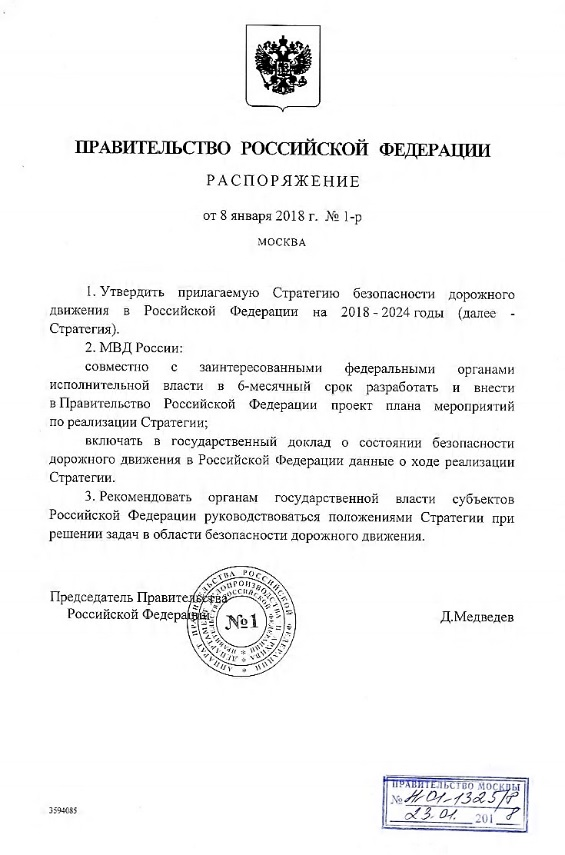 ПРАВИТЕЛЬСТВО РОССИЙСКОЙ ФЕДЕРАЦИИ
РАСПОРЯЖЕНИЕ
от 8 января 2018 г. № 1-р
МОСКВА
1. Утвердить прилагаемую Стратегию безопасности дорожного
движения в Российской Федерации на 2018 - 2024 годы (далее -
Стратегия).
2. МВД России:
совместно с заинтересованными федеральными органами
исполнительной власти в 6-месячный срок разработать и внести
в Правительство Российской Федерации проект плана мероприятий
по реализации Стратегии;
включать в государственный доклад о состоянии безопасности
дорожного движения в Российской Федерации данные о ходе реализации
Стратегии.
3. Рекомендовать органам государственной власти субъектов
Российской Федерации руководствоваться положениями Стратегии при
решении задач в области безопасности дорожного движения.
Председатель Правительства
Российской Федерации
Д.Медведев
АППАРАТ ПРАВИТЕЛЬСТВА РОССИЙСКОЙ ФЕДЕРАЦИИ
ДЕПАРТАМЕНТ ДЕЛОПРОИЗВОДСТВА И АРХИВА
№1
3594085
ПРАВИТЕЛЬСТВО МОСКВЫ
№ 01-1325/8
23.01. 2018